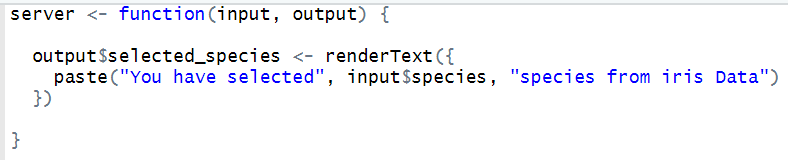 server <- function(input, output) {
output$selected_species <- renderText({
paste("You have selected", input$species, "species from iris Data")
})
}